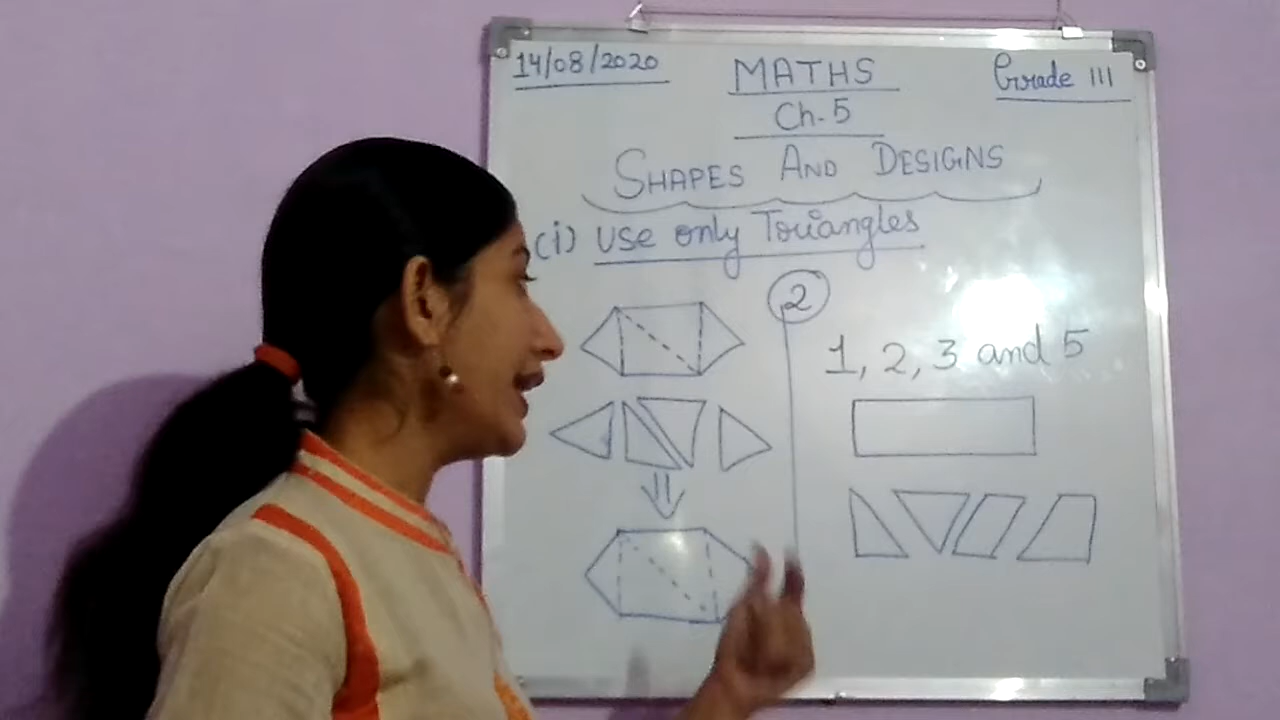 14/08/2020 MATHS Grade III
Ch-5
SHAPES AND DESIGNS
(i) Use only Triangles
2
1, 2, 3 and 5